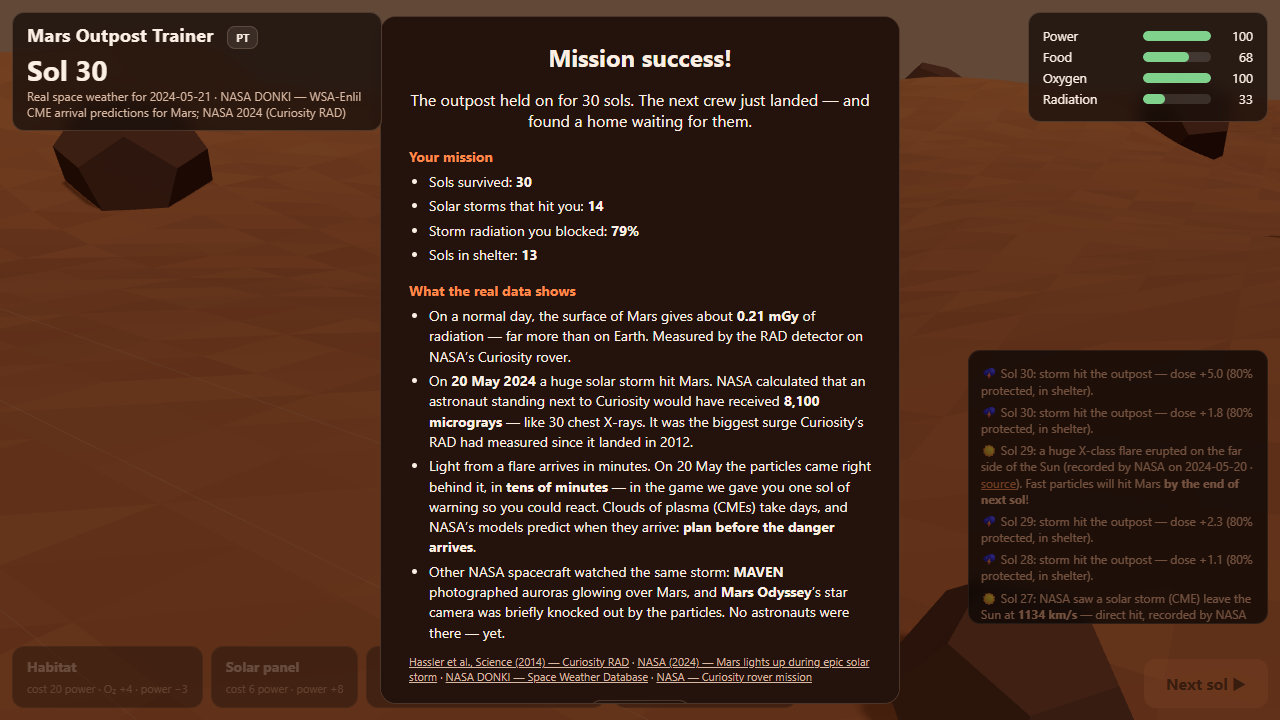 Mars Outpost Trainer PT
Sol 30
Real space weather for 2024-05-21 · NASA DONKI — WSA-Enlil
CME arrival predictions for Mars; NASA 2024 (Curiosity RAD)
Power 100
Food 68
Oxygen 100
Radiation 33
Mission success!
The outpost held on for 30 sols. The next crew just landed — and
found a home waiting for them.
Your mission
• Sols survived: 30
• Solar storms that hit you: 14
• Storm radiation you blocked: 79%
• Sols in shelter: 13
What the real data shows
• On a normal day, the surface of Mars gives about 0.21 mGy of
radiation — far more than on Earth. Measured by the RAD detector on
NASA’s Curiosity rover.
• On 20 May 2024 a huge solar storm hit Mars. NASA calculated that an
astronaut standing next to Curiosity would have received 8,100
micrograys — like 30 chest X-rays. It was the biggest surge Curiosity’s
RAD had measured since it landed in 2012.
• Light from a flare arrives in minutes. On 20 May the particles came right
behind it, in tens of minutes — in the game we gave you one sol of
warning so you could react. Clouds of plasma (CMEs) take days, and
NASA’s models predict when they arrive: plan before the danger
arrives.
• Other NASA spacecraft watched the same storm: MAVEN
photographed auroras glowing over Mars, and Mars Odyssey’s star
camera was briefly knocked out by the particles. No astronauts were
there — yet.
Hassler et al., Science (2014) — Curiosity RAD · NASA (2024) — Mars lights up during epic solar
storm · NASA DONKI — Space Weather Database · NASA — Curiosity rover mission
Sol 30: storm hit the outpost — dose +5.0 (80%
protected, in shelter).
Sol 30: storm hit the outpost — dose +1.8 (80%
protected, in shelter).
Sol 29: a huge X-class flare erupted on the far
side of the Sun (recorded by NASA on 2024-05-20 ·
source). Fast particles will hit Mars by the end of
next sol!
Sol 29: storm hit the outpost — dose +2.3 (80%
protected, in shelter).
Sol 28: storm hit the outpost — dose +1.1 (80%
protected, in shelter).
Sol 27: NASA saw a solar storm (CME) leave the
Sun at 1134 km/s — direct hit, recorded by NASA
Habitat
cost 20 power · O₂ +4 · power −3
Solar panel
cost 6 power · power +8
Next sol ▶